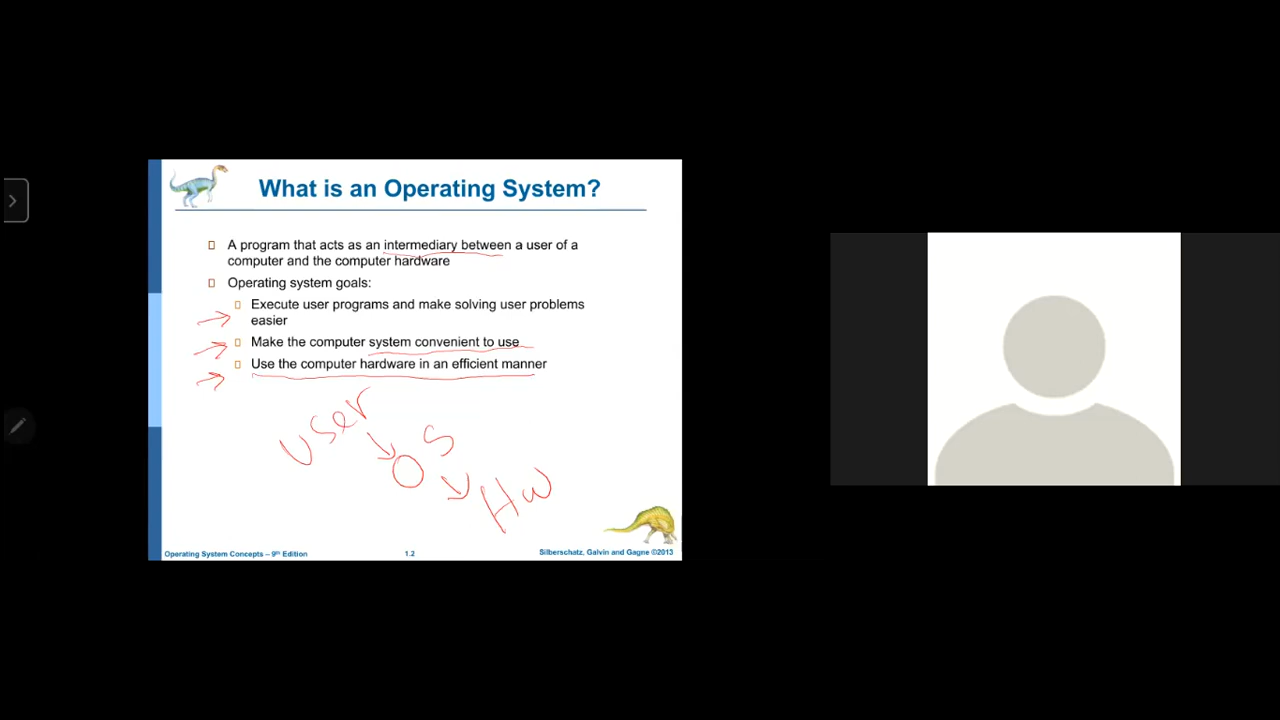 What is an Operating System?
A program that acts as an intermediary between a user of a
computer and the computer hardware
Operating system goals:
Execute user programs and make solving user problems
easier
Make the computer system convenient to use
Use the computer hardware in an efficient manner
User
OS
Hw
Operating System Concepts – 9th Edition
1.2
Silberschatz, Galvin and Gagne ©2013